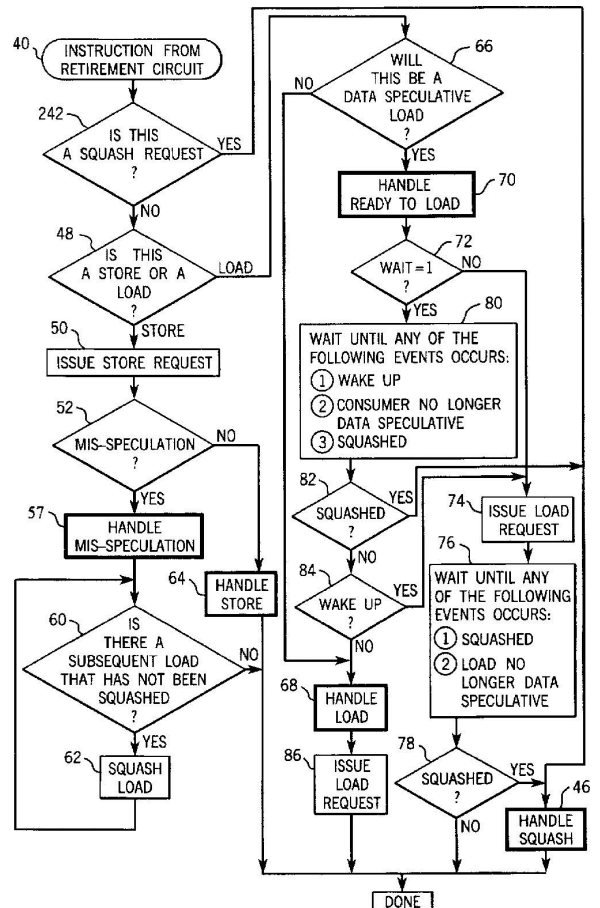 40
INSTRUCTION FROM
RETIREMENT CIRCUIT
242
IS THIS
A SQUASH REQUEST
?
YES
NO
48
IS THIS
A STORE OR A
LOAD
?
LOAD
STORE
50
ISSUE STORE REQUEST
52
MIS-SPECULATION
?
NO
YES
57
HANDLE
MIS-SPECULATION
64
HANDLE
STORE
60
IS
THERE A
SUBSEQUENT LOAD
THAT HAS NOT BEEN
SQUASHED
?
NO
YES
62
SQUASH
LOAD
66
WILL
THIS BE A
DATA SPECULATIVE
LOAD
?
NO
YES
HANDLE
READY TO LOAD
70
72
WAIT=1
?
NO
YES
80
WAIT UNTIL ANY OF THE
FOLLOWING EVENTS OCCURS:
1 WAKE UP
2 CONSUMER NO LONGER
DATA SPECULATIVE
3 SQUASHED
82
SQUASHED
?
YES
NO
84
WAKE UP
?
YES
NO
68
HANDLE
LOAD
86
ISSUE
LOAD
REQUEST
74
ISSUE LOAD
REQUEST
76
WAIT UNTIL ANY
OF THE FOLLOWING
EVENTS OCCURS:
1 SQUASHED
2 LOAD NO
LONGER DATA
SPECULATIVE
78
SQUASHED
?
YES
NO
46
HANDLE
SQUASH
DONE